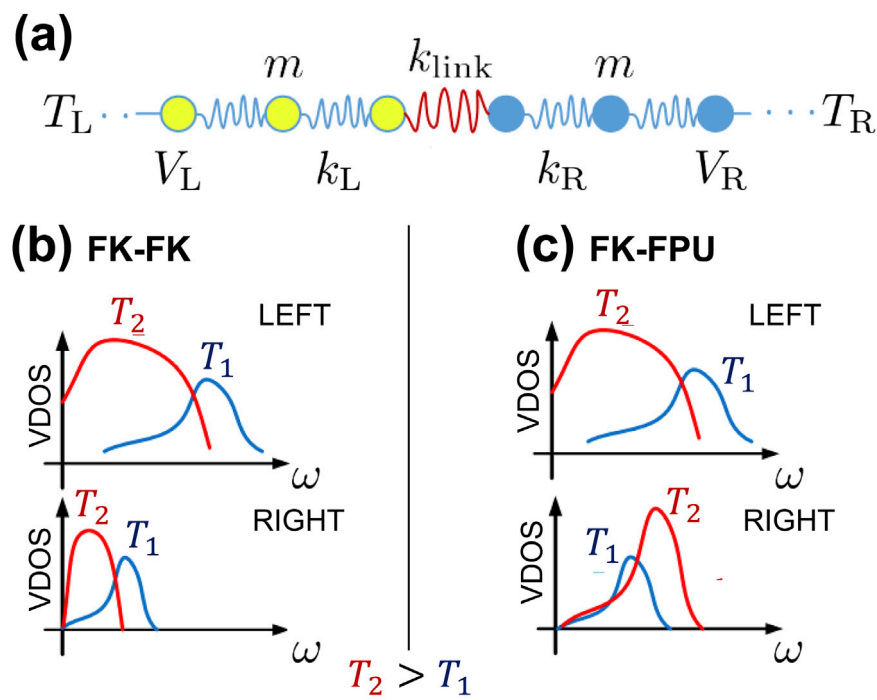 (a)
m k_link m
T_L · · · · · T_R
V_L k_L k_R V_R
(b) FK-FK
T_2 LEFT
T_1
VDOS
ω
T_2 RIGHT
T_1
VDOS
ω
(c) FK-FPU
T_2 LEFT
T_1
VDOS
ω
T_2 RIGHT
T_1
VDOS
ω
T_2 > T_1